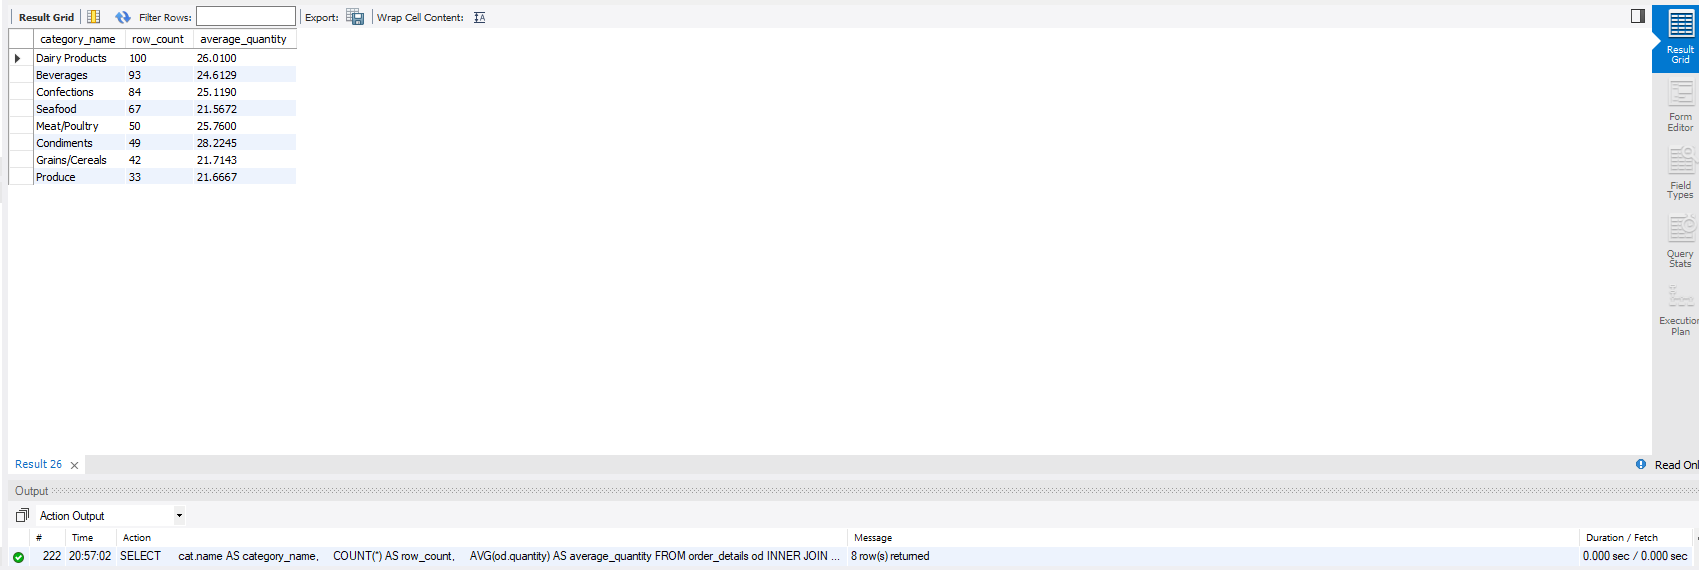 Result Grid Filter Rows: Export: Wrap Cell Content:
category_name row_count average_quantity
Dairy Products 100 26.0100
Beverages 93 24.6129
Confections 84 25.1190
Seafood 67 21.5672
Meat/Poultry 50 25.7600
Condiments 49 28.2245
Grains/Cereals 42 21.7143
Produce 33 21.6667
Result
Grid
Form
Editor
Field
Types
Query
Stats
Execution
Plan
Result 26
Read Onl
Output
Action Output
# Time Action Message Duration / Fetch
222 20:57:02 SELECT cat.name AS category_name, COUNT(*) AS row_count, AVG(od.quantity) AS average_quantity FROM order_details od INNER JOIN ... 8 row(s) returned 0.000 sec / 0.000 sec